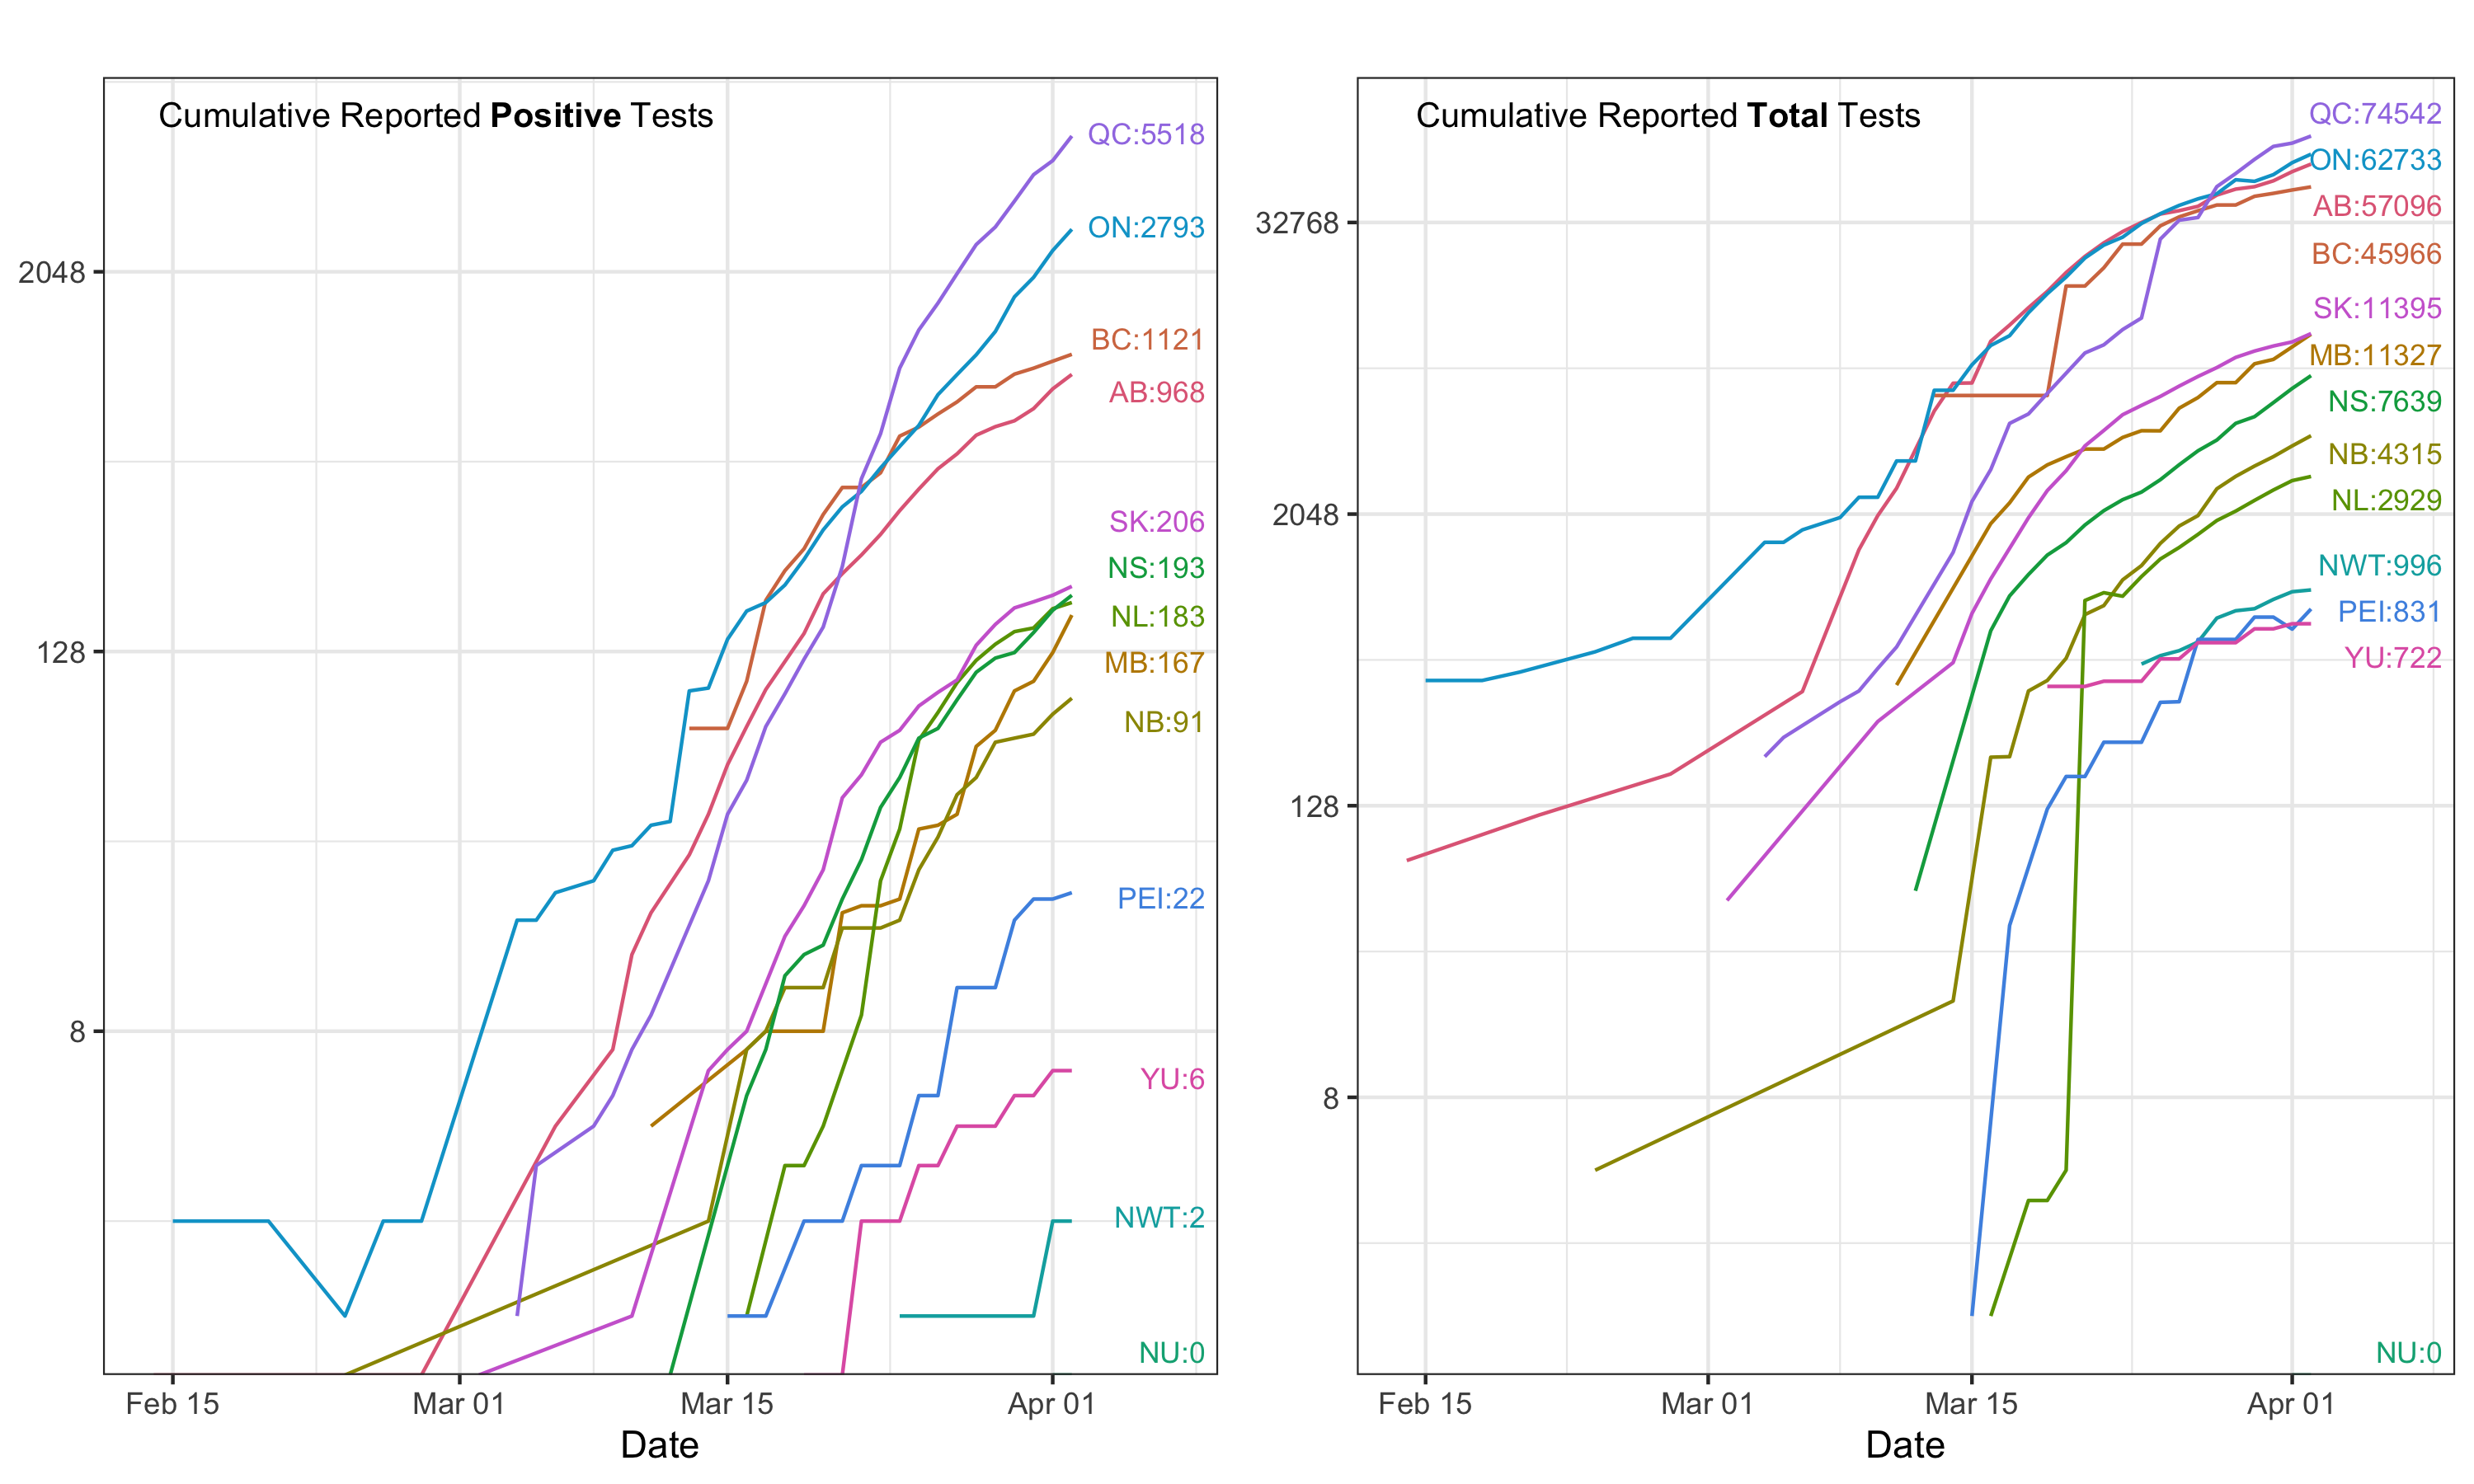 Cumulative Reported Positive Tests
QC:5518
ON:2793
2048
BC:1121
AB:968
SK:206
NS:193
NL:183
128
MB:167
NB:91
PEI:22
8
YU:6
NWT:2
NU:0
Feb 15
Mar 01
Mar 15
Apr 01
Date
Cumulative Reported Total Tests
QC:74542
ON:62733
AB:57096
32768
BC:45966
SK:11395
MB:11327
NS:7639
NB:4315
NL:2929
2048
NWT:996
PEI:831
YU:722
128
8
NU:0
Feb 15
Mar 01
Mar 15
Apr 01
Date